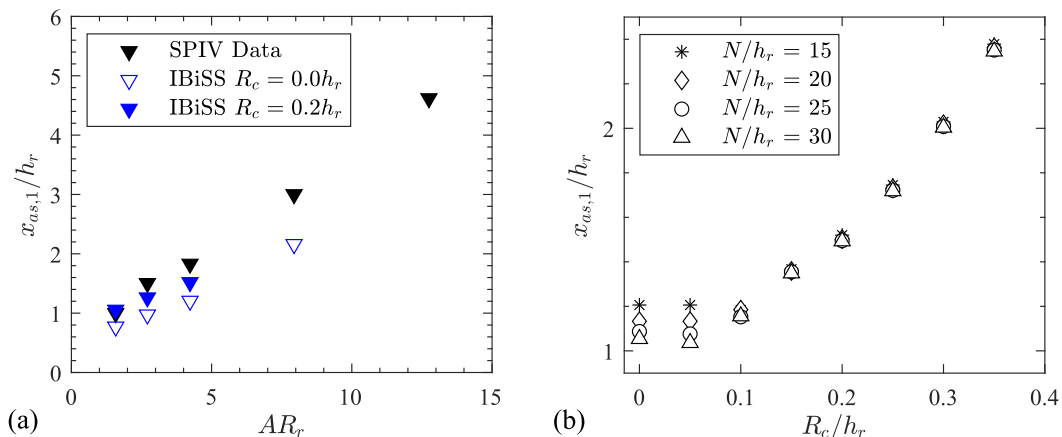 6
5
4
3
2
1
0
0
5
10
15
x_{as,1}/h_r
AR_r
SPIV Data
IBiSS R_c = 0.0h_r
IBiSS R_c = 0.2h_r
(a)
2
1
0
0.1
0.2
0.3
0.4
x_{as,1}/h_r
R_c/h_r
N/h_r = 15
N/h_r = 20
N/h_r = 25
N/h_r = 30
(b)